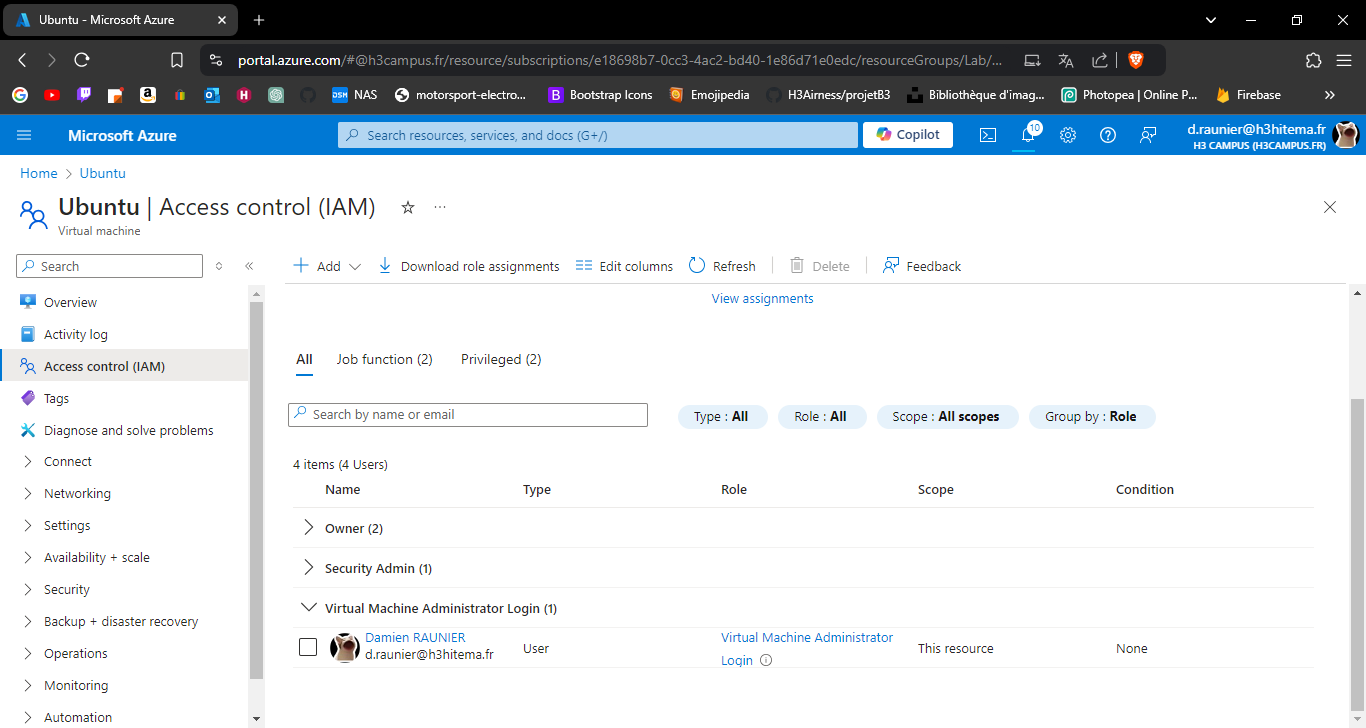 Ubuntu - Microsoft Azure
portal.azure.com/#@h3campus.fr/resource/subscriptions/e18698b7-0cc3-4ac2-bd40-1e86d71e0edc/resourceGroups/Lab/...
DSM NAS motorsport-electro... B Bootstrap Icons Emojipedia H3Airness/projetB3 Bibliothèque d'imag... Photopea | Online P... Firebase
Microsoft Azure
Search resources, services, and docs (G+/)
Copilot
10
d.raunier@h3hitema.fr
H3 CAMPUS (H3CAMPUS.FR)
Home > Ubuntu
Ubuntu | Access control (IAM)
Virtual machine
Search
Add
Download role assignments
Edit columns
Refresh
Delete
Feedback
Overview
Activity log
Access control (IAM)
Tags
Diagnose and solve problems
Connect
Networking
Settings
Availability + scale
Security
Backup + disaster recovery
Operations
Monitoring
Automation
View assignments
All Job function (2) Privileged (2)
Search by name or email
Type : All Role : All Scope : All scopes Group by : Role
4 items (4 Users)
Name Type Role Scope Condition
Owner (2)
Security Admin (1)
Virtual Machine Administrator Login (1)
Damien RAUNIER
d.raunier@h3hitema.fr
User
Virtual Machine Administrator
Login
This resource
None